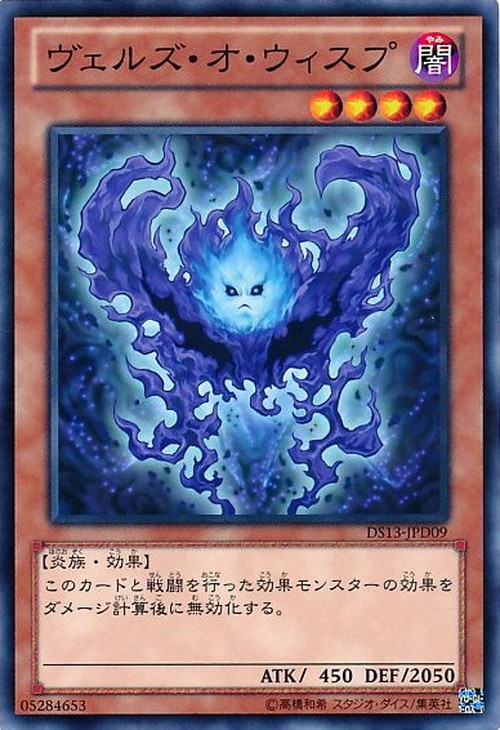 ヴェルズ・オ・ウィスプ
やみ
闇
DS13-JPD09
【炎族・効果】
このカードと戦闘を行った効果モンスターの効果を
ダメージ計算後に無効化する。
ATK/ 450 DEF/2050
05284653 ©高橋和希 スタジオ・ダイス/集英社